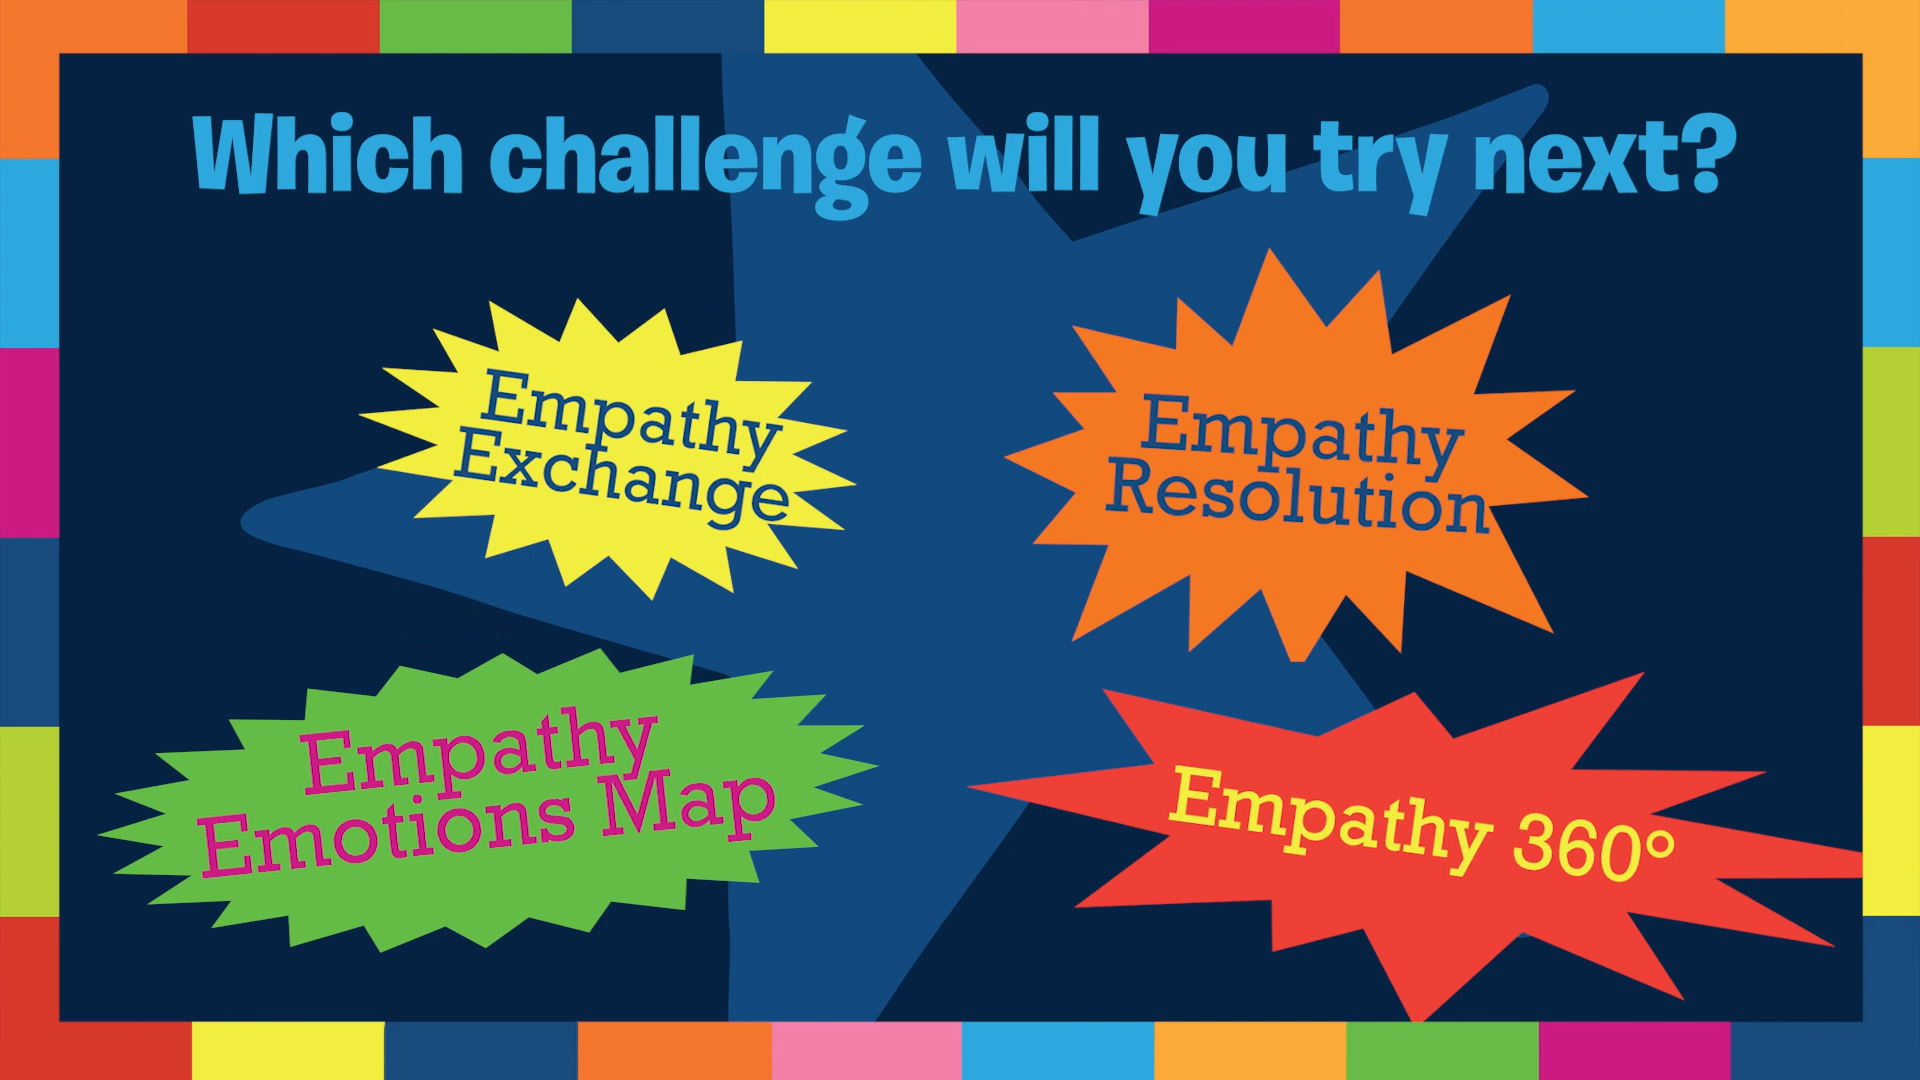 Which challenge will you try next?
Empathy
Exchange
Empathy
Resolution
Empathy
Emotions Map
Empathy 360°